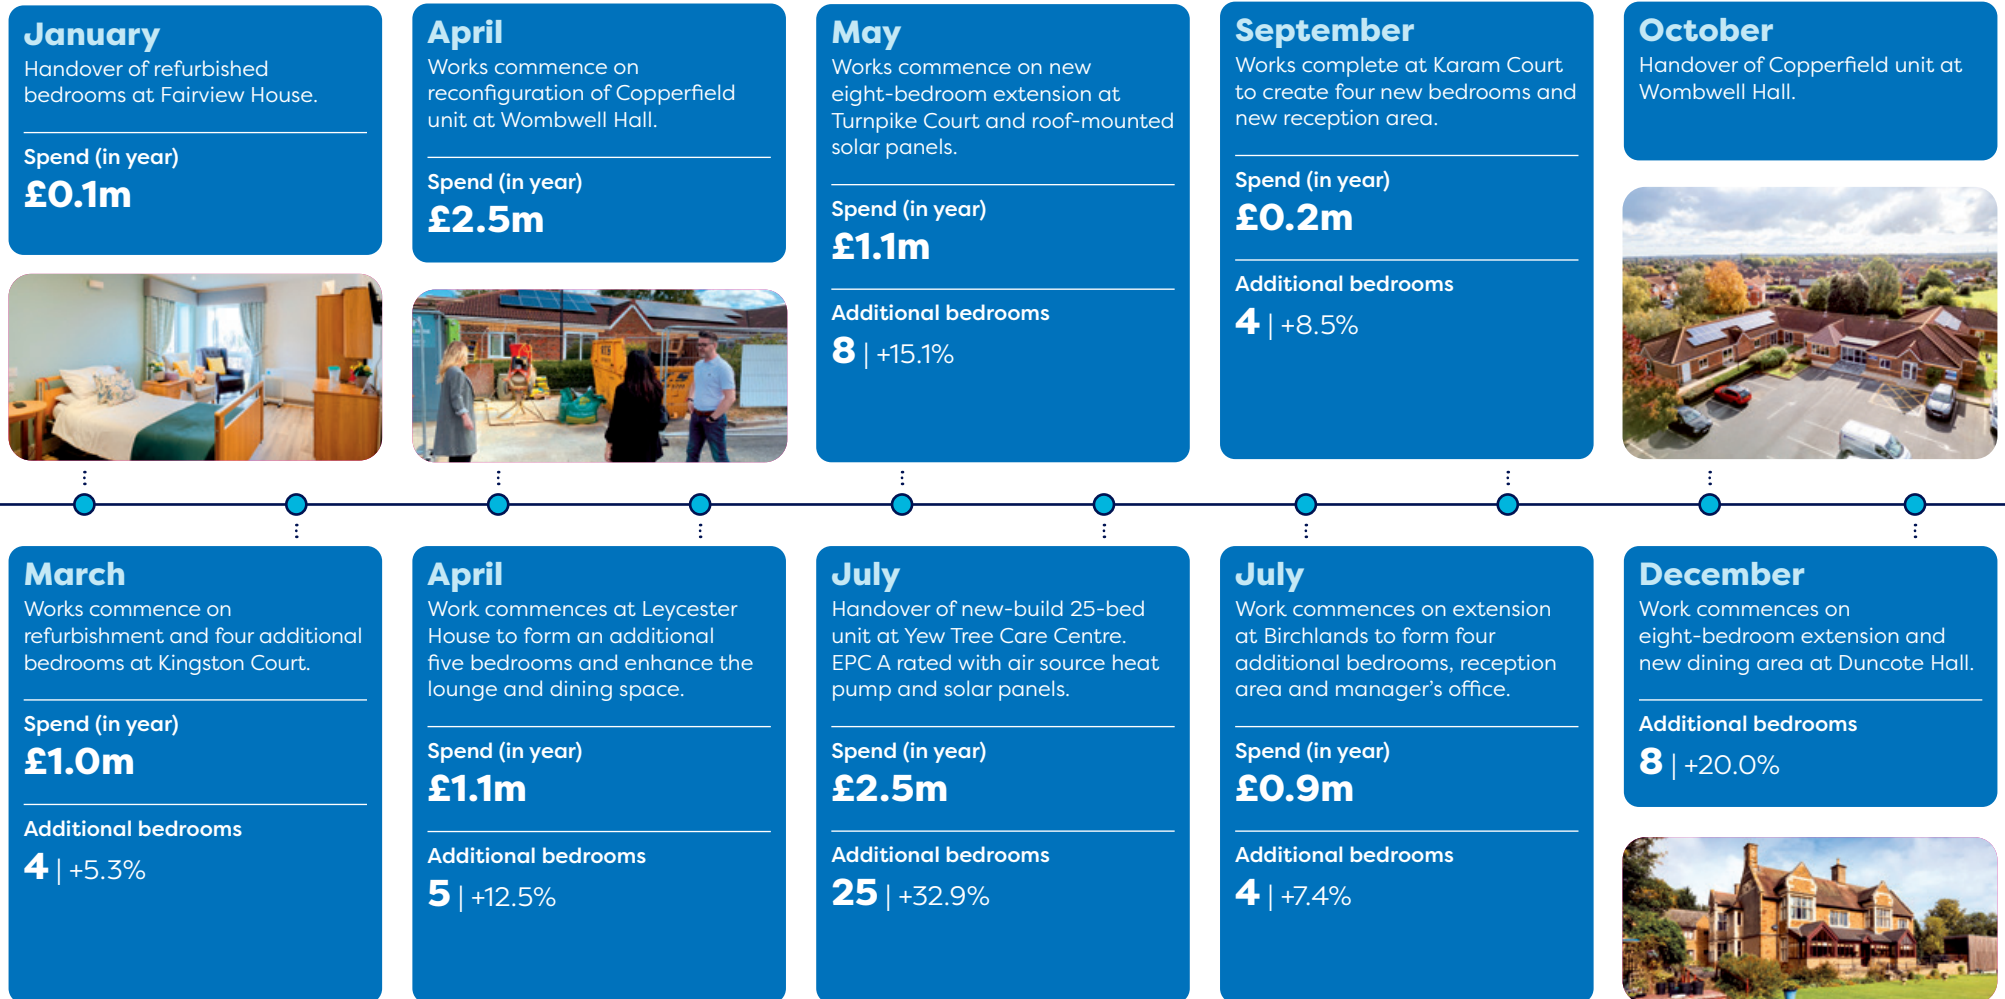 January
Handover of refurbished
bedrooms at Fairview House.
Spend (in year)
£0.1m
March
Works commence on
refurbishment and four additional
bedrooms at Kingston Court.
Spend (in year)
£1.0m
Additional bedrooms
4 | +5.3%
April
Works commence on
reconfiguration of Copperfield
unit at Wombwell Hall.
Spend (in year)
£2.5m
April
Work commences at Leycester
House to form an additional
five bedrooms and enhance the
lounge and dining space.
Spend (in year)
£1.1m
Additional bedrooms
5 | +12.5%
May
Works commence on new
eight-bedroom extension at
Turnpike Court and roof-mounted
solar panels.
Spend (in year)
£1.1m
Additional bedrooms
8 | +15.1%
July
Handover of new-build 25-bed
unit at Yew Tree Care Centre.
EPC A rated with air source heat
pump and solar panels.
Spend (in year)
£2.5m
Additional bedrooms
25 | +32.9%
July
Work commences on extension
at Birchlands to form four
additional bedrooms, reception
area and manager’s office.
Spend (in year)
£0.9m
Additional bedrooms
4 | +7.4%
September
Works complete at Karam Court
to create four new bedrooms and
new reception area.
Spend (in year)
£0.2m
Additional bedrooms
4 | +8.5%
October
Handover of Copperfield unit at
Wombwell Hall.
December
Work commences on
eight-bedroom extension and
new dining area at Duncote Hall.
Additional bedrooms
8 | +20.0%